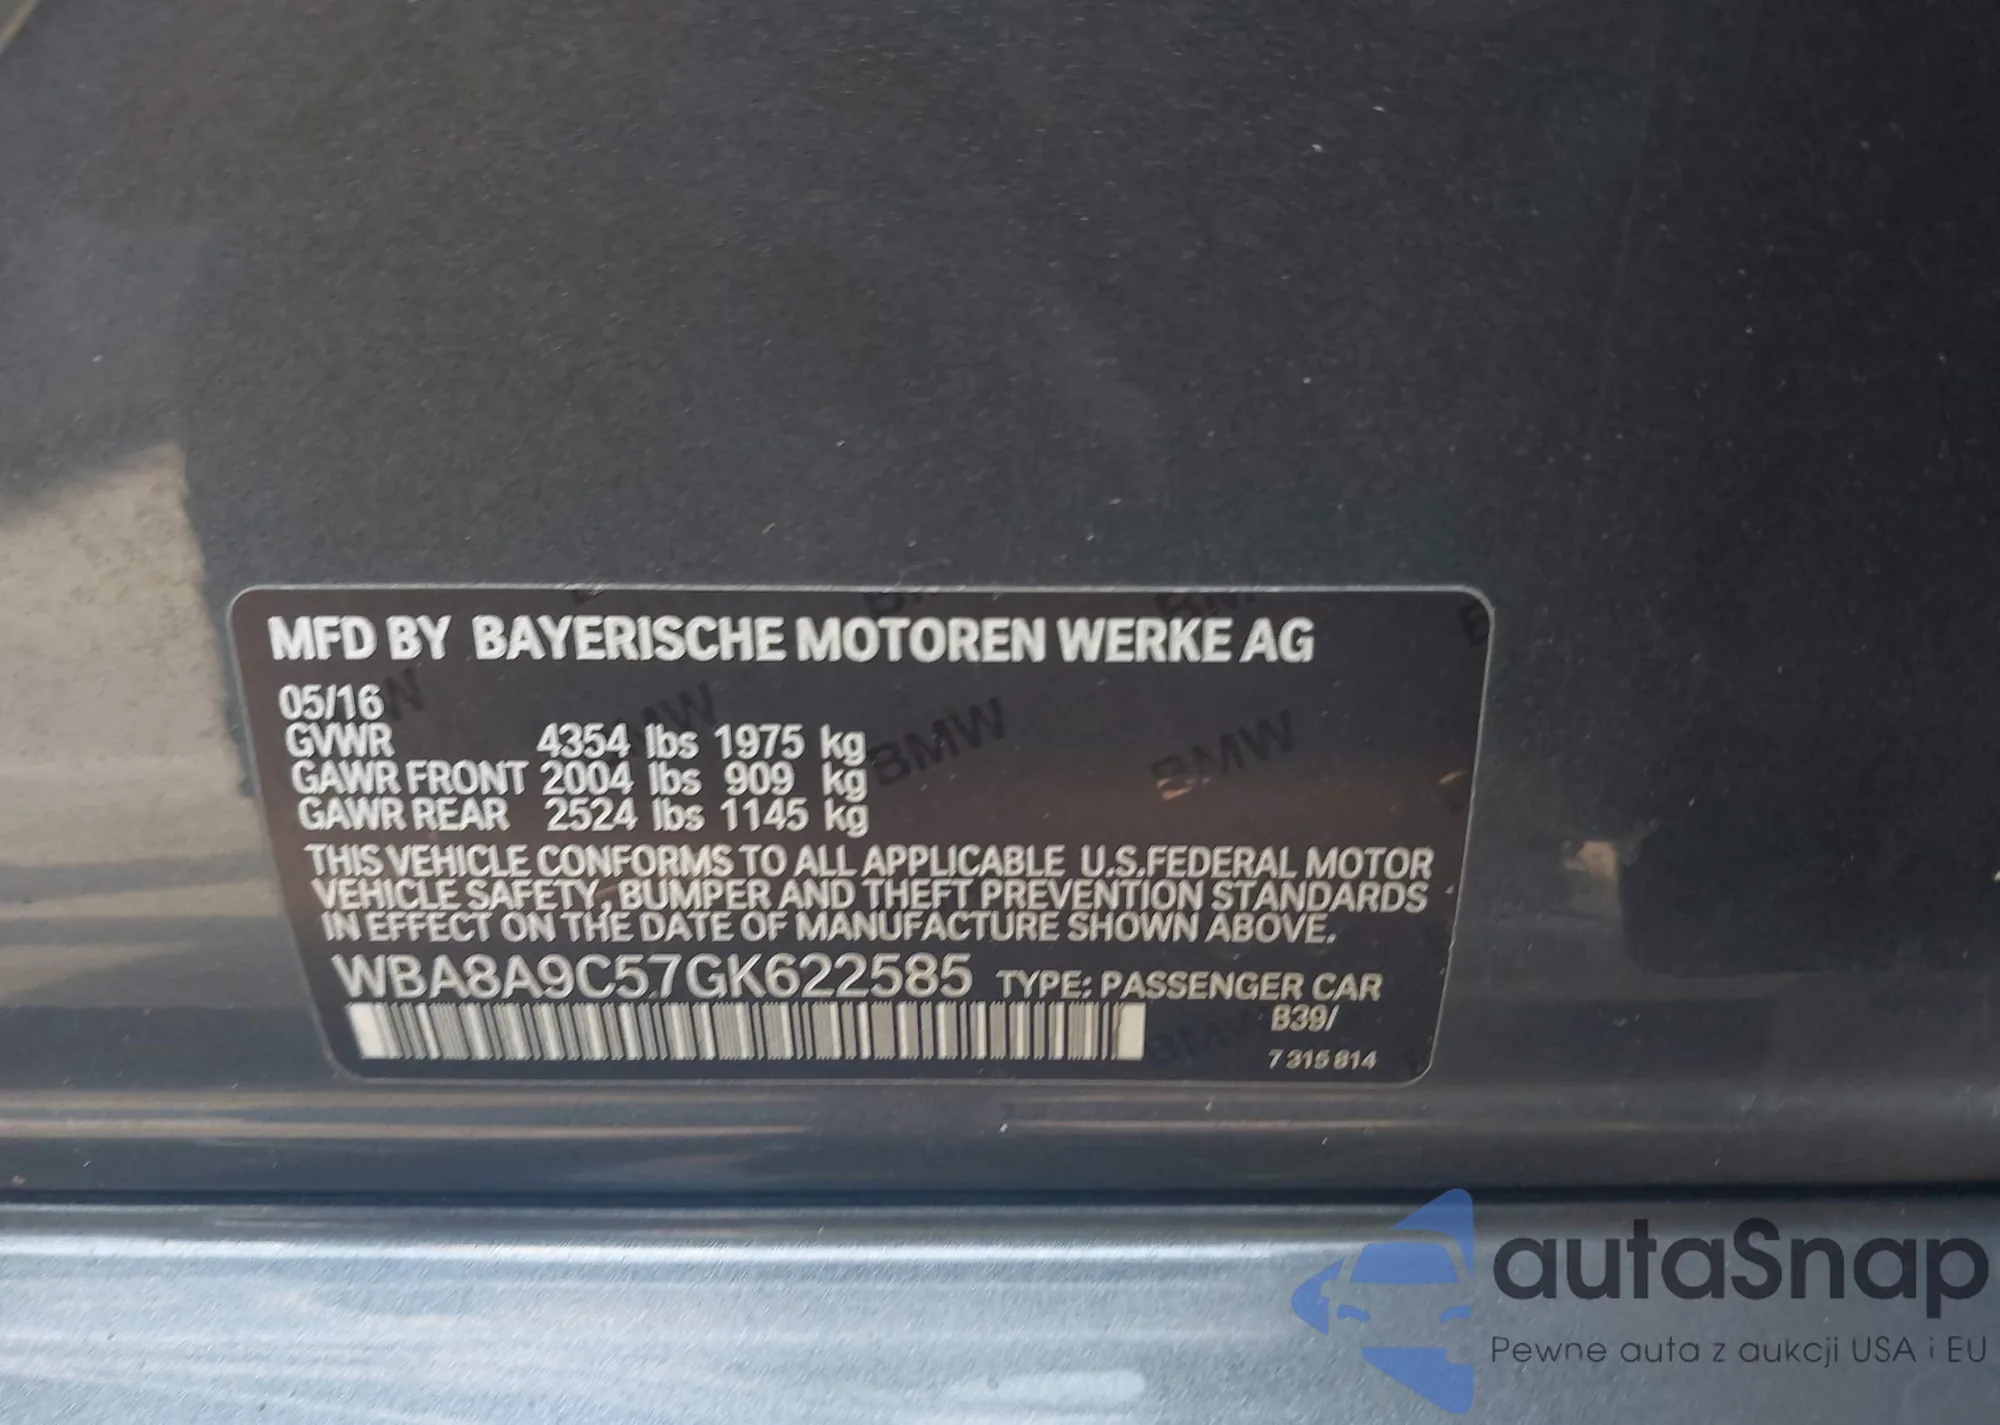 MFD BY BAYERISCHE MOTOREN WERKE AG
05/16
GVWR 4354 lbs 1975 kg
GAWR FRONT 2004 lbs 909 kg
GAWR REAR 2524 lbs 1145 kg
THIS VEHICLE CONFORMS TO ALL APPLICABLE U.S.FEDERAL MOTOR
VEHICLE SAFETY, BUMPER AND THEFT PREVENTION STANDARDS
IN EFFECT ON THE DATE OF MANUFACTURE SHOWN ABOVE.
WBA8A9C57GK622585 TYPE: PASSENGER CAR
B39/
7 315 814
autaSnap
Pewne auta z aukcji USA i EU